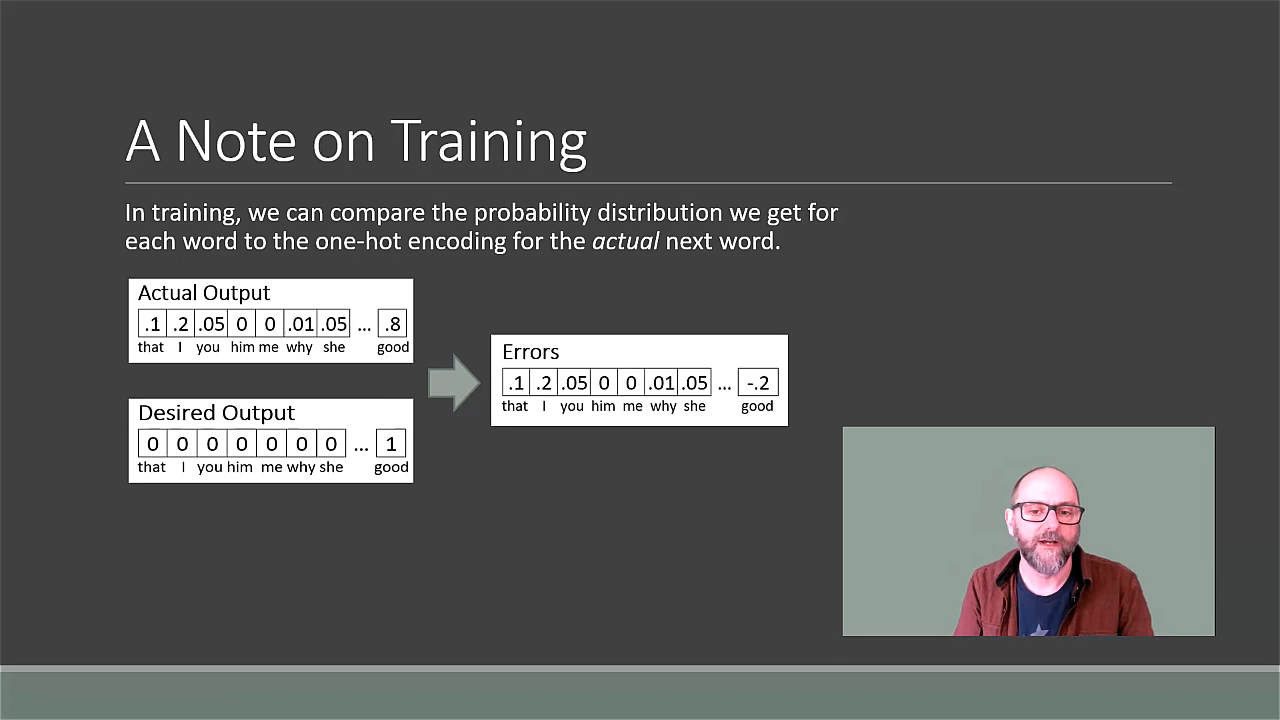 A Note on Training
In training, we can compare the probability distribution we get for
each word to the one-hot encoding for the actual next word.
Actual Output
.1 .2 .05 0 0 .01 .05 ... .8
that I you him me why she good
Desired Output
0 0 0 0 0 0 0 ... 1
that I you him me why she good
Errors
.1 .2 .05 0 0 .01 .05 ... -.2
that I you him me why she good